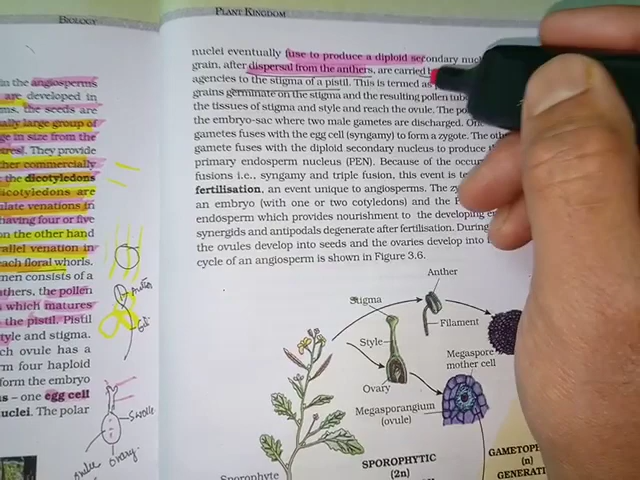 BIOLOGY
in the angiosperms
are developed in
the seeds are
ally large group of
e in size from the
They provide
ther commercially
the dicotyledons
icotyledons are
ulate venations in
having four or five
on the other hand
rallel venation in
each floral whorls.
men consists of a
thers, the pollen
which matures
the pistil. Pistil
tyle and stigma.
ch ovule has a
rm four haploid
form the embryo
s – one egg cell
nuclei. The polar
ovary
PLANT KINGDOM
nuclei eventually fuse to produce a diploid secondary nucl
grain, after dispersal from the anthers, are carried b
agencies to the stigma of a pistil. This is termed as
grains germinate on the stigma and the resulting pollen tub
the tissues of stigma and style and reach the ovule. The po
the embryo-sac where two male gametes are discharged. On
gametes fuses with the egg cell (syngamy) to form a zygote. The oth
gamete fuses with the diploid secondary nucleus to produce t
primary endosperm nucleus (PEN). Because of the occur
fusions i.e., syngamy and triple fusion, this event is te
fertilisation, an event unique to angiosperms. The zy
an embryo (with one or two cotyledons) and the P
endosperm which provides nourishment to the developing e
synergids and antipodals degenerate after fertilisation. During
the ovules develop into seeds and the ovaries develop into
cycle of an angiosperm is shown in Figure 3.6.
Anther
Stigma
Filament
Style
Megaspore
mother cell
Ovary
Megasporangium
(ovule)
SPOROPHYTIC
(2n)
GAMETOPH
(n)
GENERATI
Sporophyte